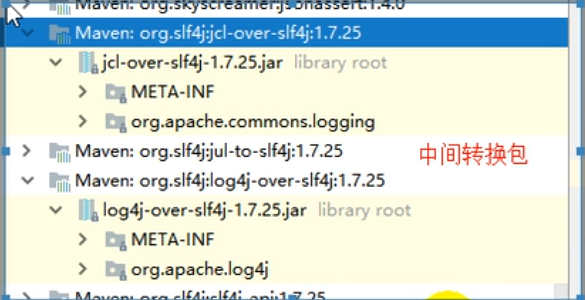 Maven: org.skyscreamer:jsonassert:1.4.0
Maven: org.slf4j:jcl-over-slf4j:1.7.25
jcl-over-slf4j-1.7.25.jar library root
META-INF
org.apache.commons.logging
Maven: org.slf4j:jul-to-slf4j:1.7.25
中间转换包
Maven: org.slf4j:log4j-over-slf4j:1.7.25
log4j-over-slf4j-1.7.25.jar library root
META-INF
org.apache.log4j
Maven: org.slf4j:slf4j-api:1.7.25